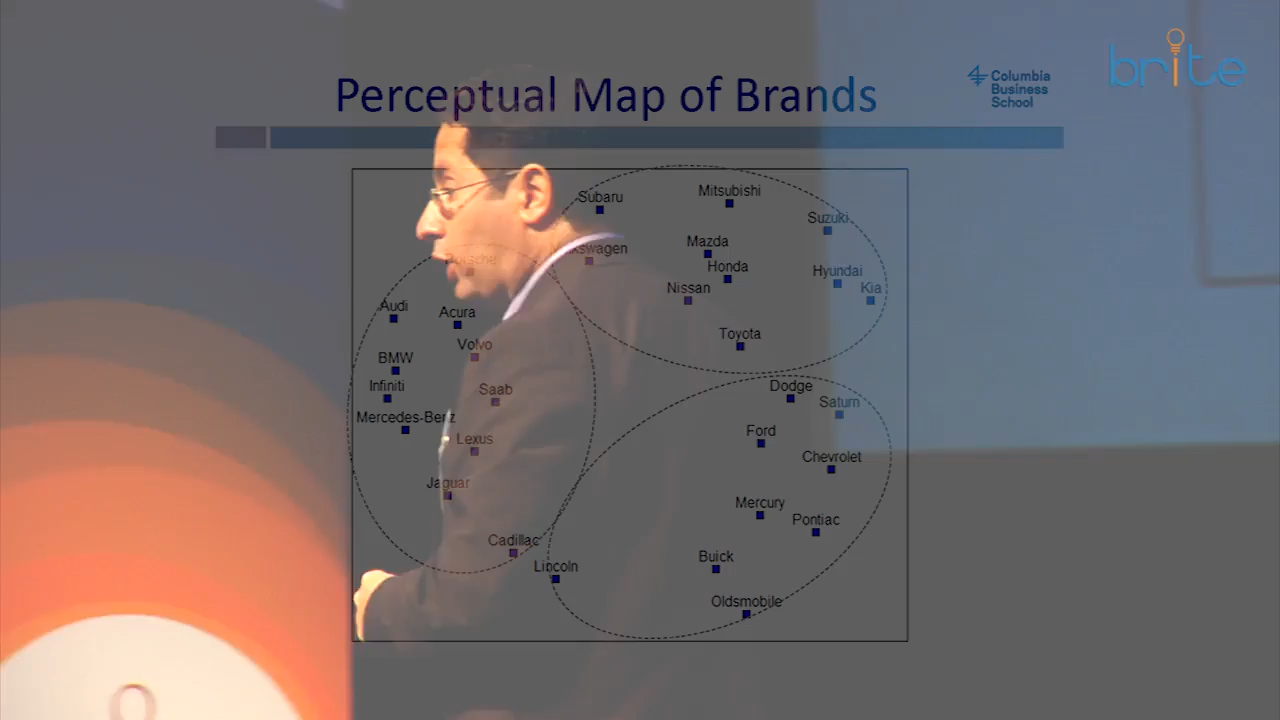 brite
Columbia
Business
School
Perceptual Map of Brands
Subaru
Mitsubishi
Suzuki
Mazda
Honda
Hyundai
Nissan
Kia
Toyota
Audi
Acura
Volvo
BMW
Infiniti
Saab
Mercedes-Benz
Lexus
Jaguar
Cadillac
Lincoln
Dodge
Saturn
Ford
Chevrolet
Mercury
Pontiac
Buick
Oldsmobile